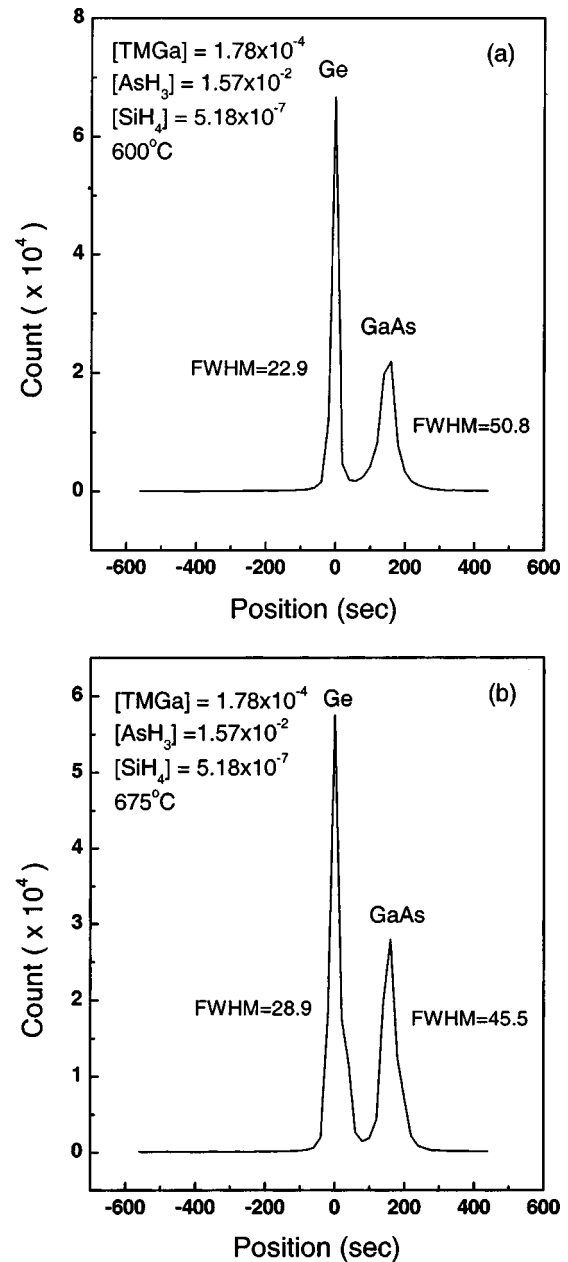 (a)
[TMGa] = 1.78x10⁻⁴
[AsH₃] = 1.57x10⁻²
[SiH₄] = 5.18x10⁻⁷
600°C
Ge
GaAs
FWHM=22.9
FWHM=50.8
8
6
4
2
0
Count ( x 10⁴)
-600 -400 -200 0 200 400 600
Position (sec)
(b)
[TMGa] = 1.78x10⁻⁴
[AsH₃] =1.57x10⁻²
[SiH₄] = 5.18x10⁻⁷
675°C
Ge
GaAs
FWHM=28.9
FWHM=45.5
6
5
4
3
2
1
0
Count ( x 10⁴)
-600 -400 -200 0 200 400 600
Position (sec)